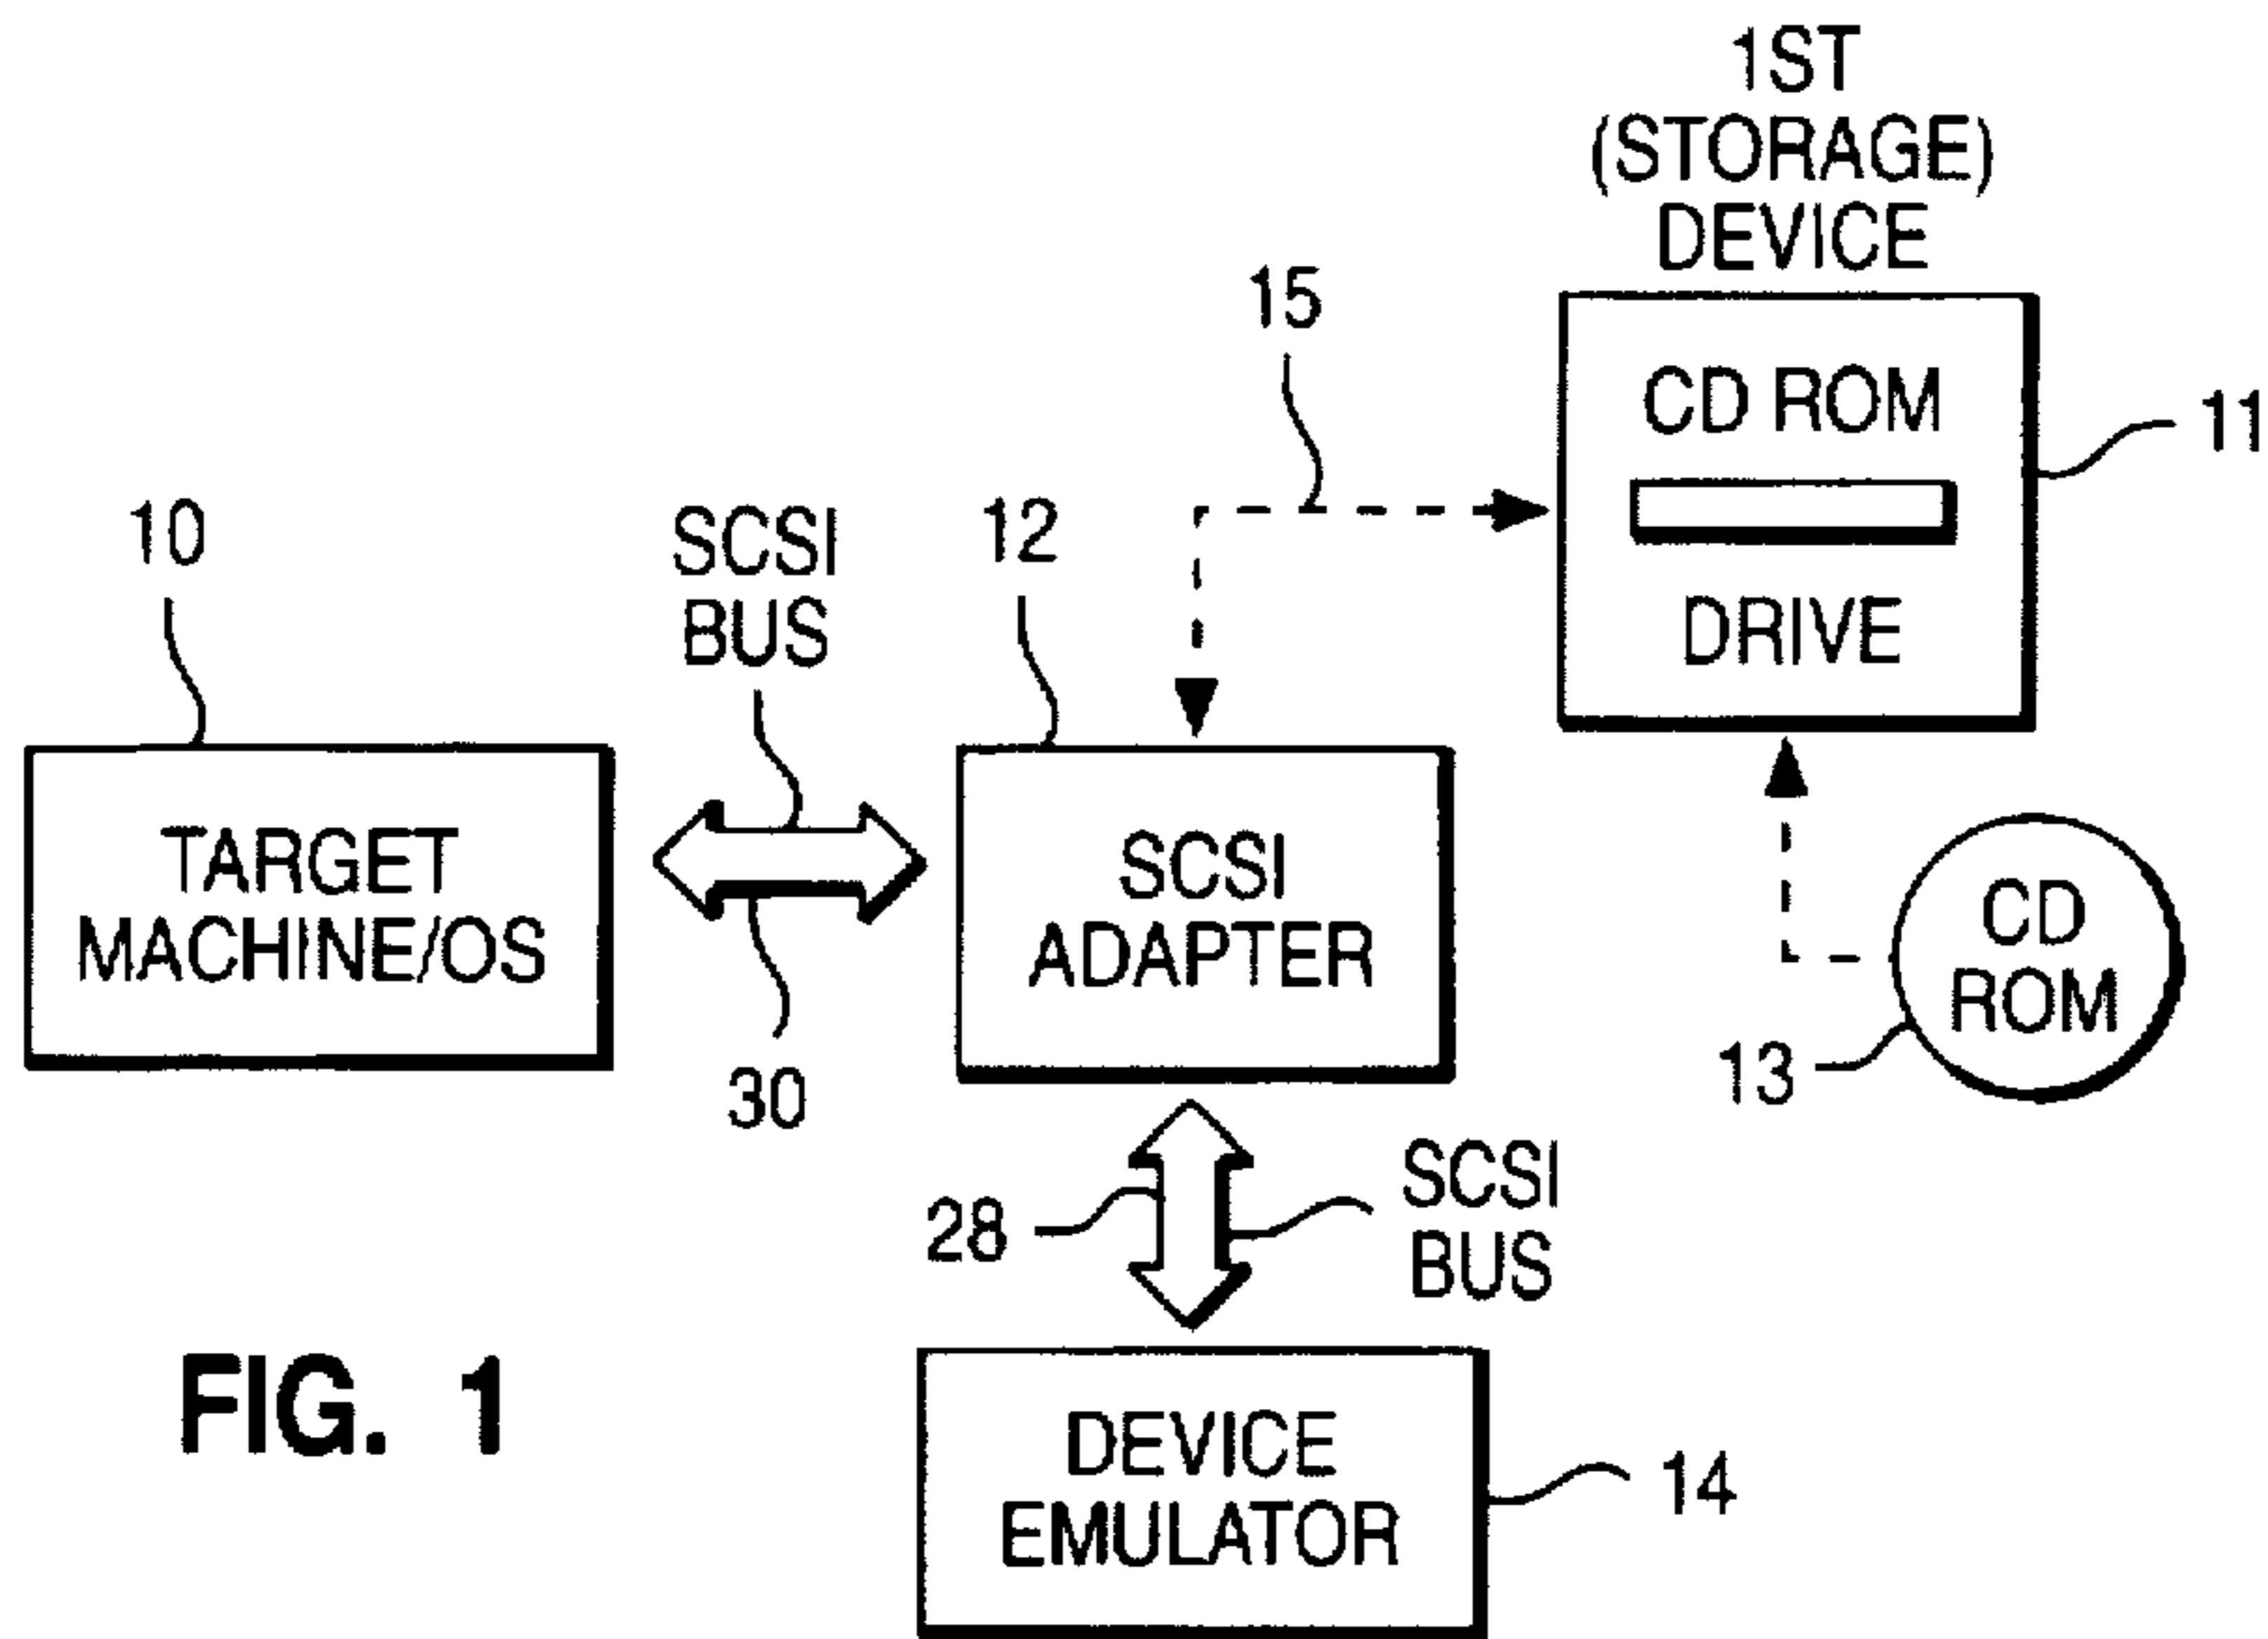 1ST
(STORAGE)
DEVICE
15
CD ROM
DRIVE
11
10
SCSI
BUS
12
TARGET
MACHINE/OS
SCSI
ADAPTER
CD
ROM
13
30
28
SCSI
BUS
DEVICE
EMULATOR
14
FIG. 1